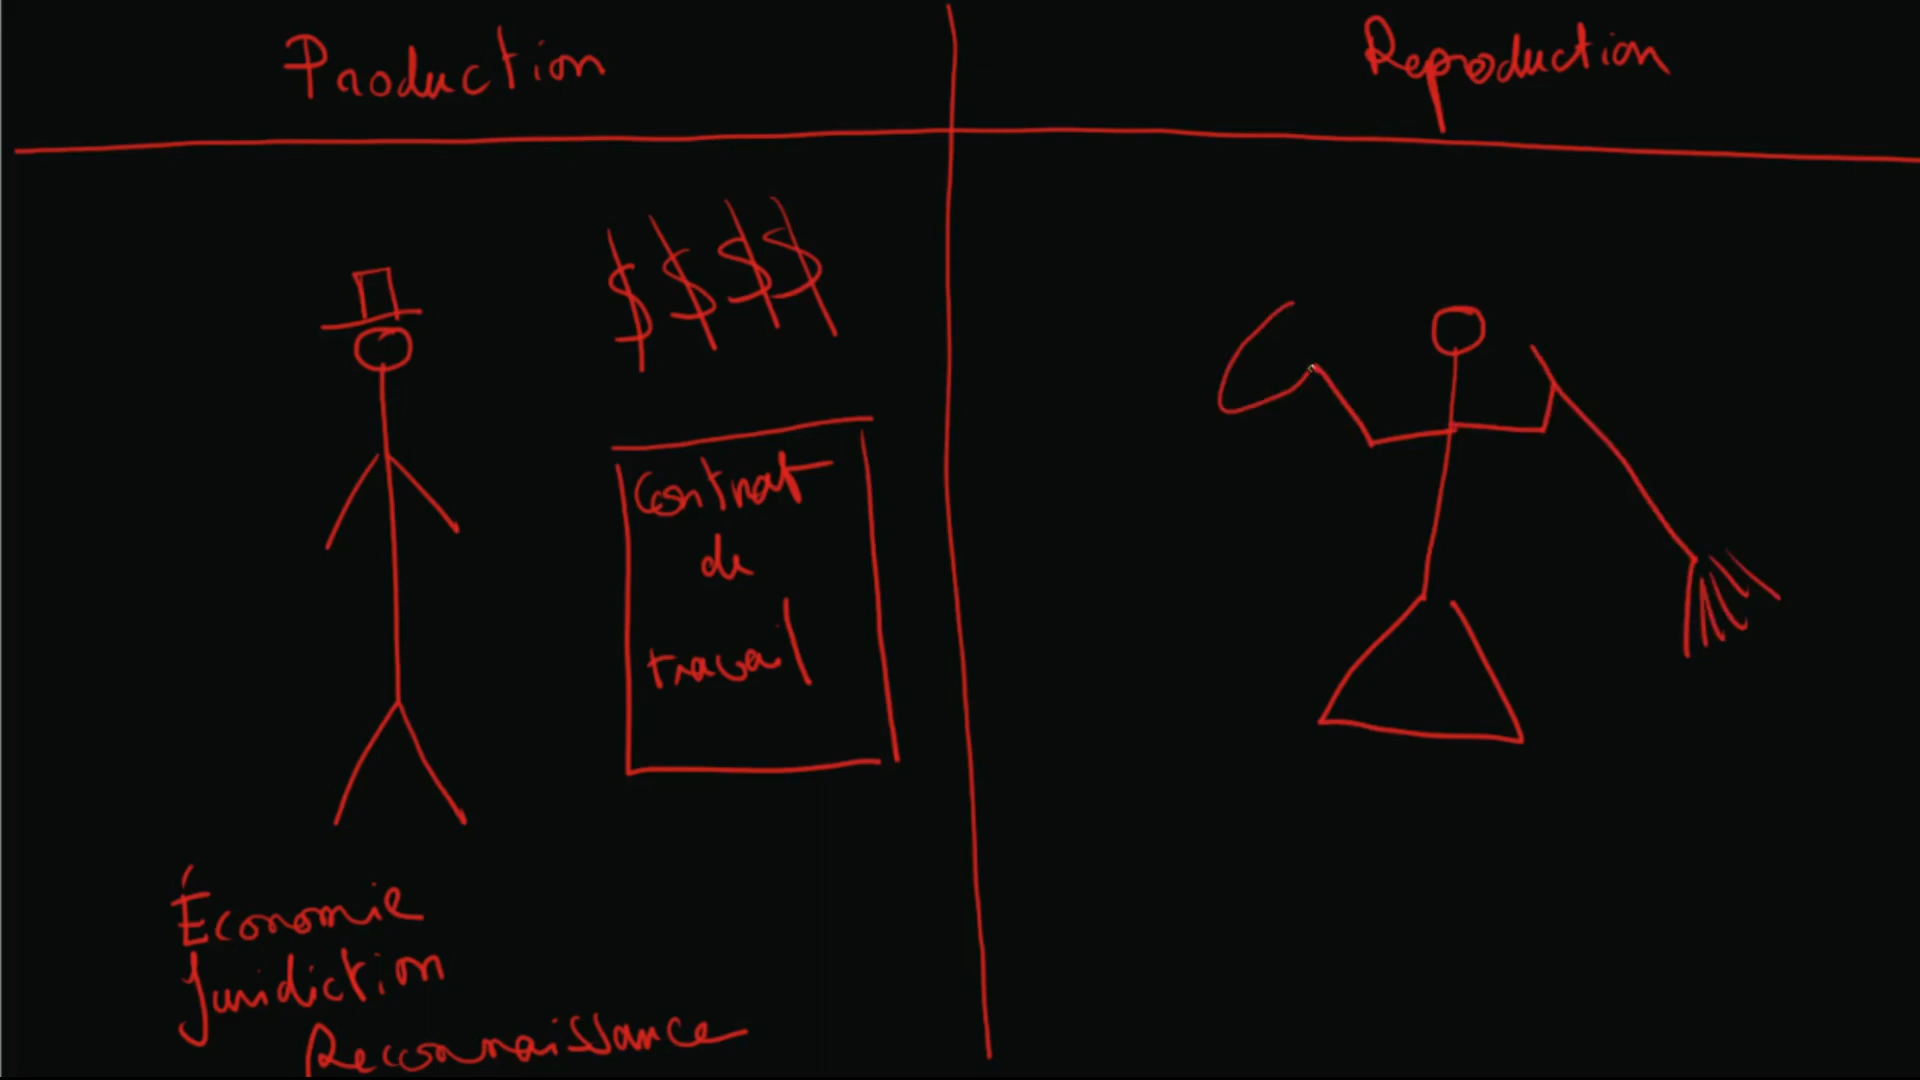 Production
Reproduction
$$$$
Contrat
de
travail
Économie
Juridiction
Reconnaissance